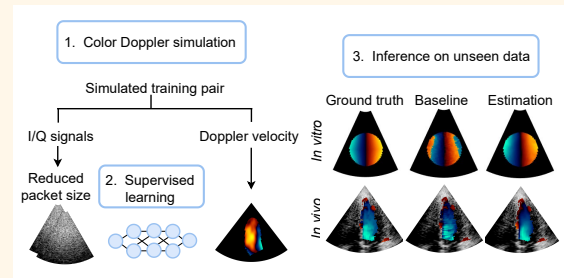 1. Color Doppler simulation
Simulated training pair
I/Q signals
Doppler velocity
Reduced
packet size
2. Supervised
learning
3. Inference on unseen data
Ground truth
Baseline
Estimation
In vitro
In vivo